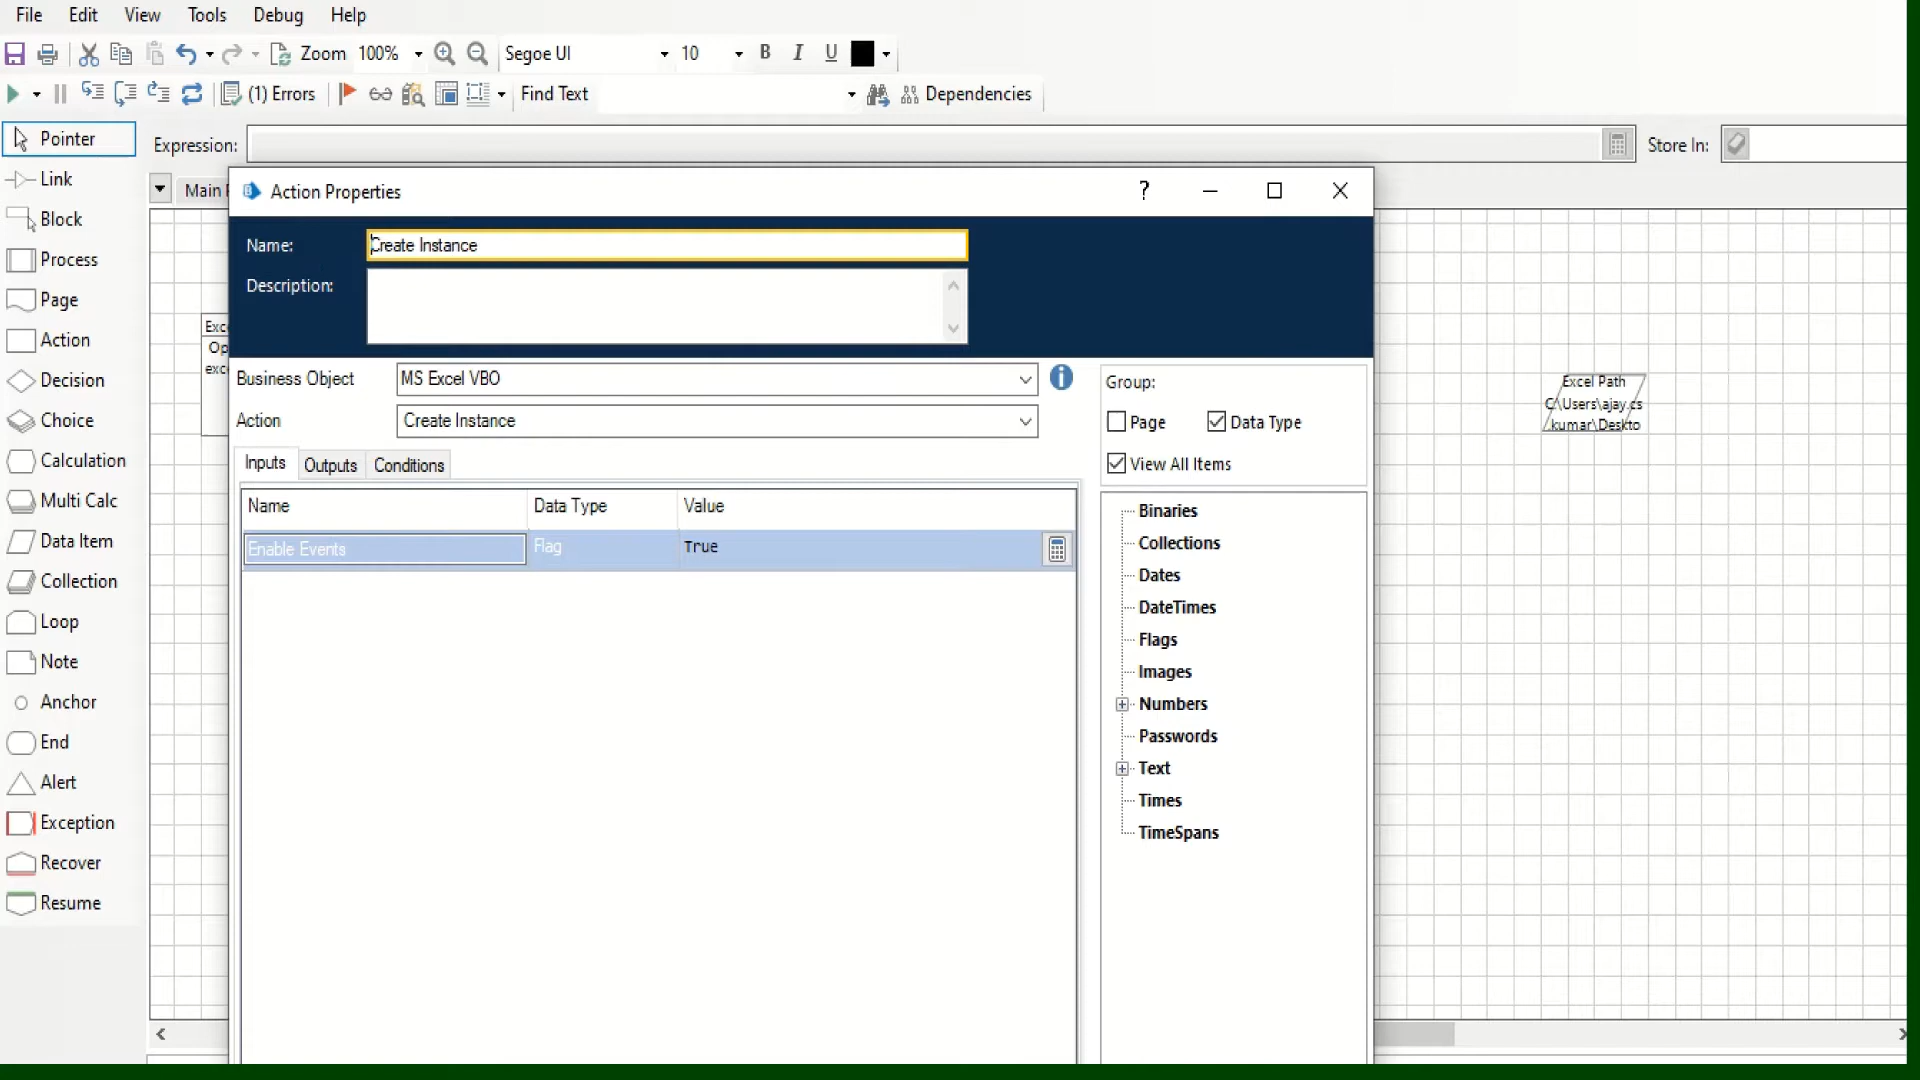 File Edit View Tools Debug Help
Zoom 100% Segoe UI 10 B I U
(1) Errors Find Text Dependencies
Pointer Expression: Store In:
Link
Block
Process
Page
Action
Decision
Choice
Calculation
Multi Calc
Data Item
Collection
Loop
Note
Anchor
End
Alert
Exception
Recover
Resume
Main
Action Properties ?
Name: Create Instance
Description:
Business Object MS Excel VBO i
Action Create Instance
Inputs Outputs Conditions
Name Data Type Value
Enable Events Flag True
Group:
Page Data Type
View All Items
Binaries
Collections
Dates
DateTimes
Flags
Images
Numbers
Passwords
Text
Times
TimeSpans
Excel Path
C:\Users\ajay.cs
kumar\Deskto